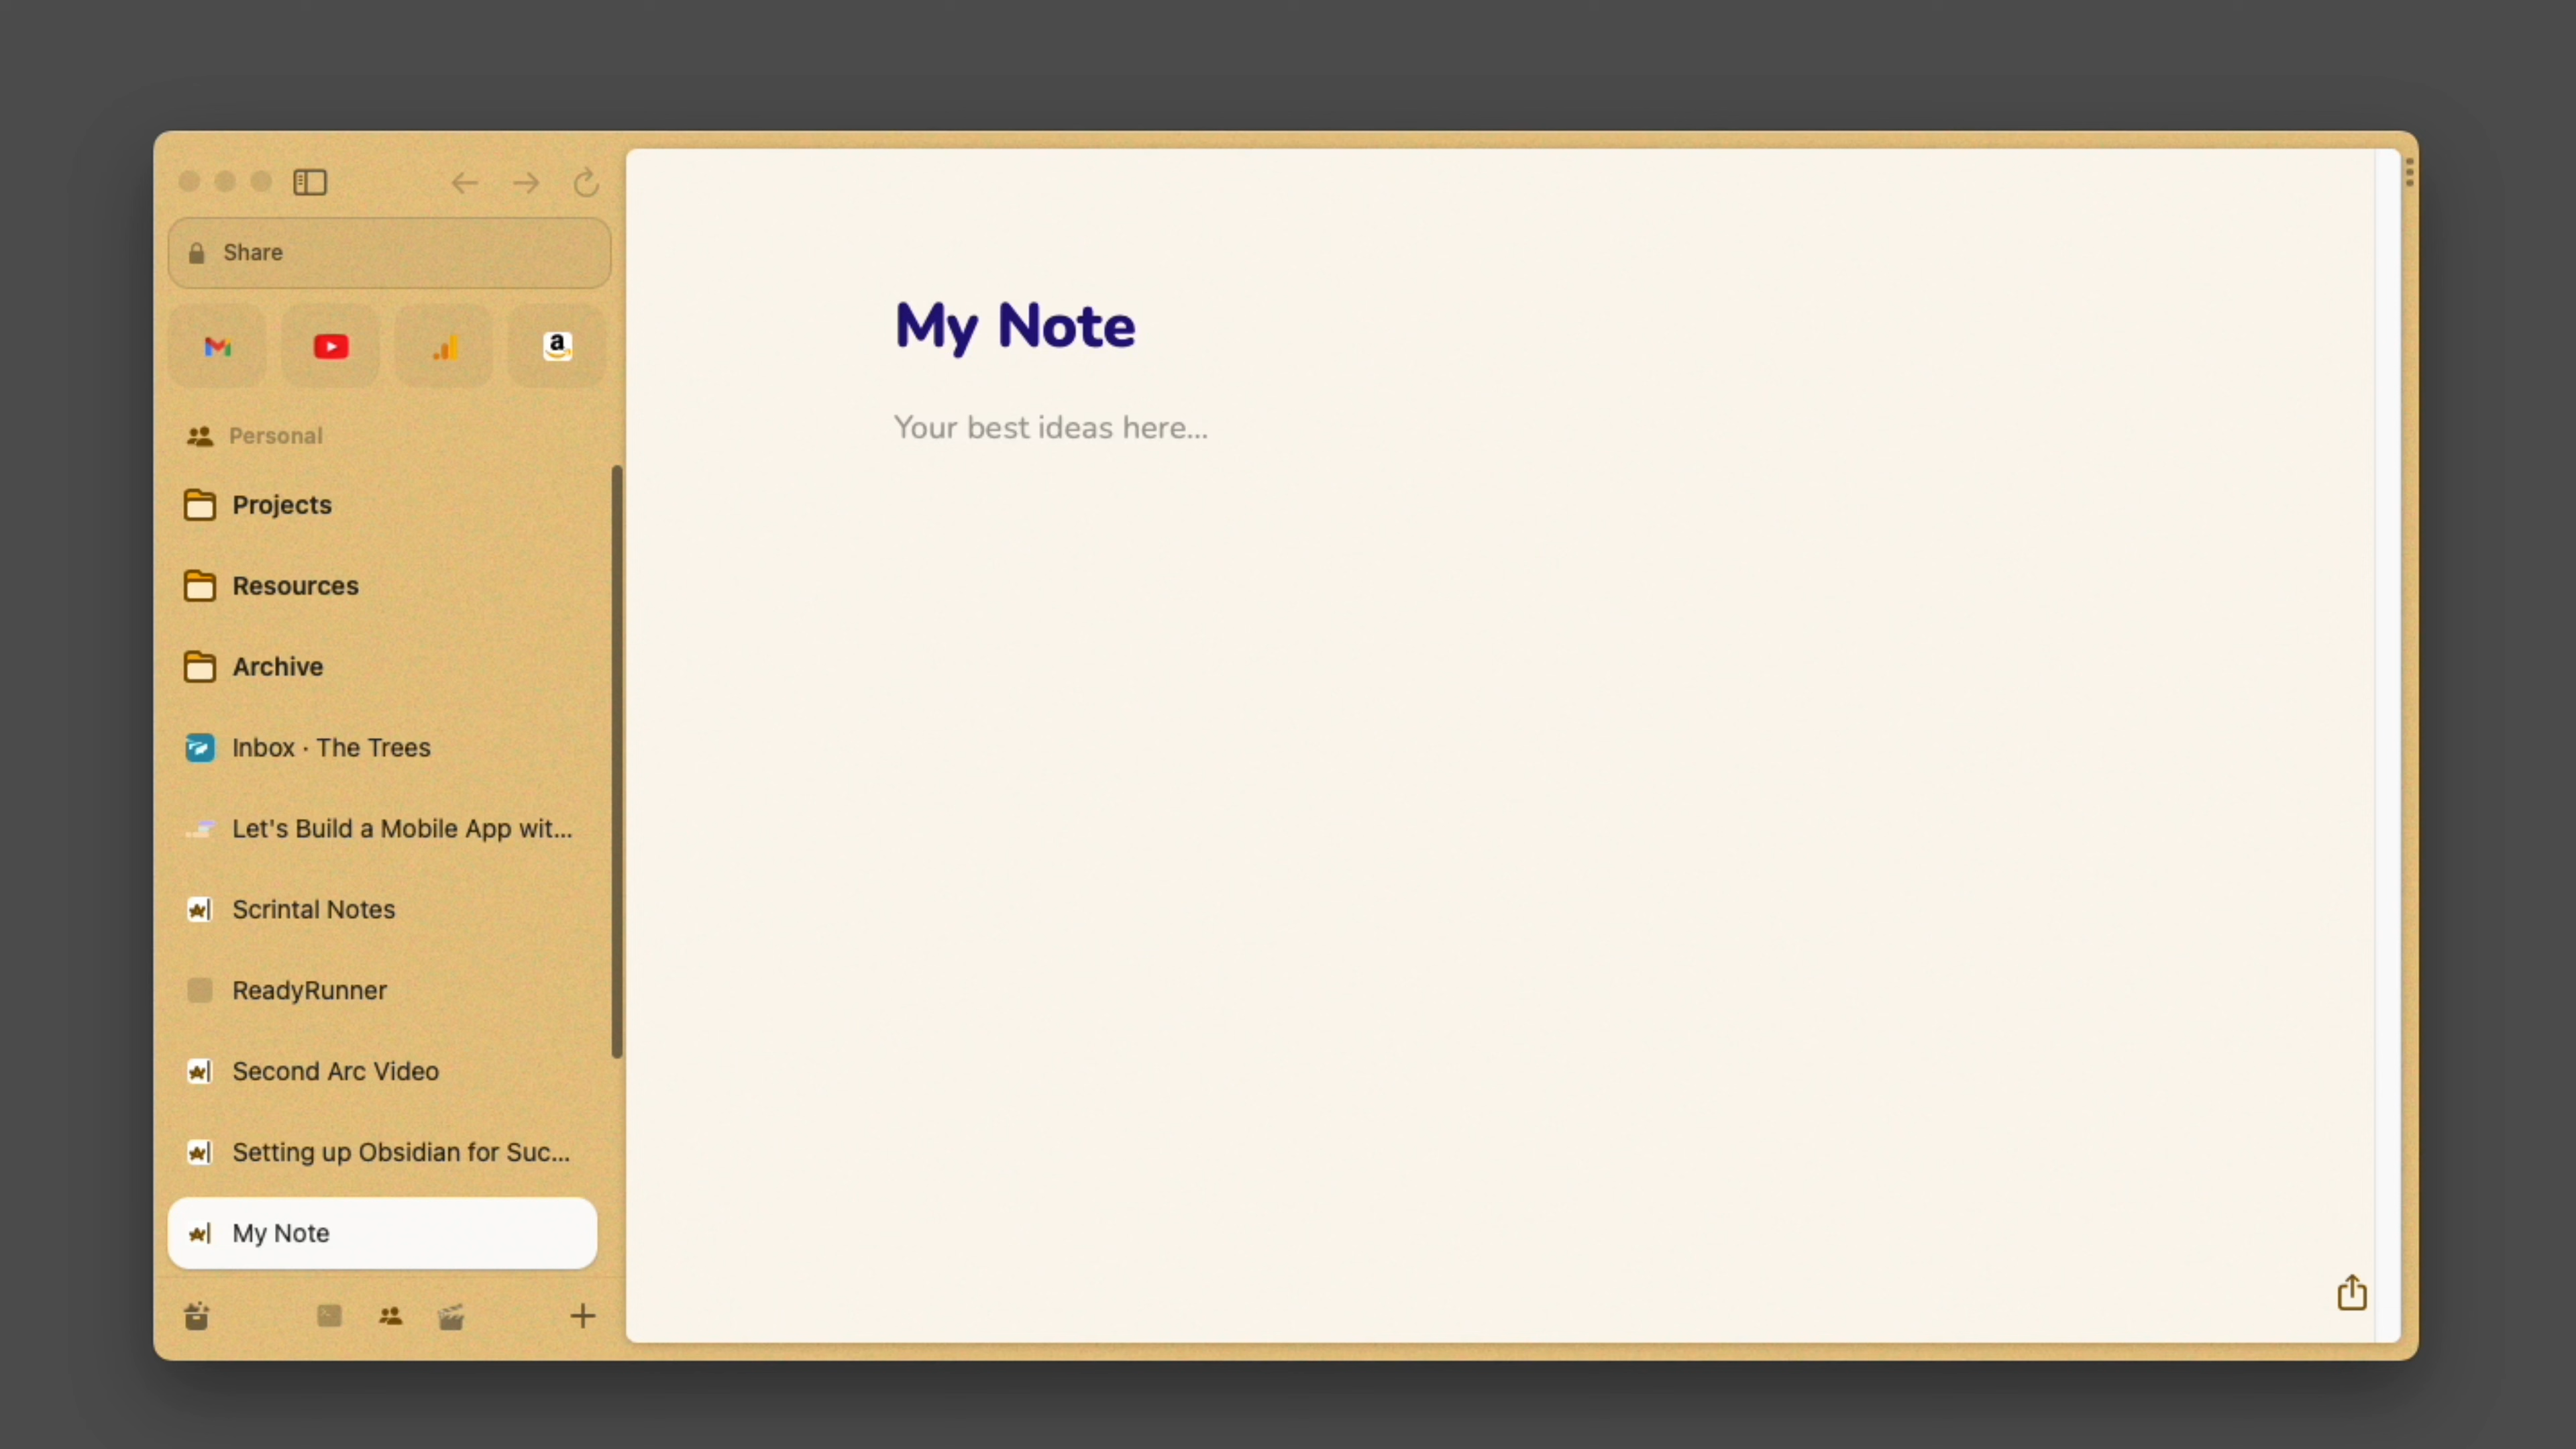 Share
Personal
Projects
Resources
Archive
Inbox · The Trees
Let's Build a Mobile App wit...
Scrintal Notes
ReadyRunner
Second Arc Video
Setting up Obsidian for Suc...
My Note
My Note
Your best ideas here...